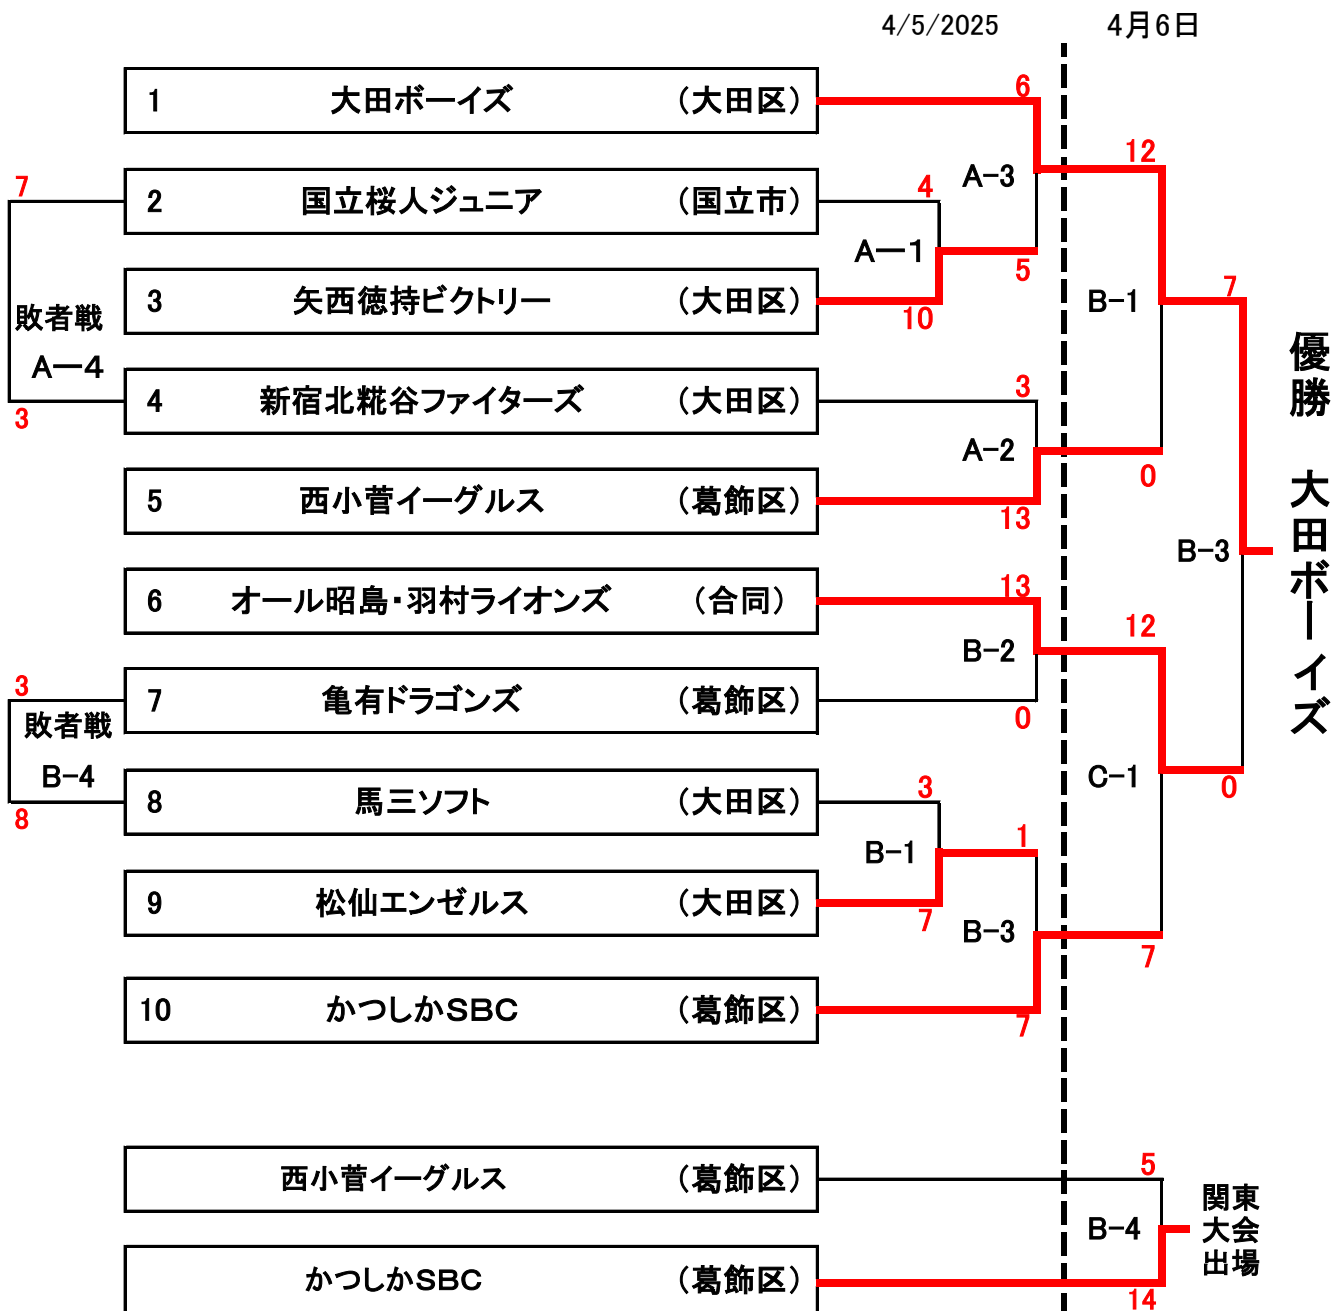 4/5/2025 4月6日
1 大田ボーイズ （大田区） 6
12
A-3
7 2 国立桜人ジュニア （国立市） 4
A—1
5
敗者戦 3 矢西徳持ビクトリー （大田区） 10
B-1 7
A—4
3 4 新宿北糀谷ファイターズ （大田区） 3
A-2
0
5 西小菅イーグルス （葛飾区） 13
優勝 大田ボーイズ
B-3
6 オール昭島・羽村ライオンズ （合同） 13
12
B-2
3 7 亀有ドラゴンズ （葛飾区） 0
敗者戦
B-4
C-1
0
8 8 馬三ソフト （大田区） 3
B-1 1
9 松仙エンゼルス （大田区） 7
B-3
7
10 かつしかSBC （葛飾区） 7
西小菅イーグルス （葛飾区） 5
B-4
関東
大会
出場
かつしかSBC （葛飾区） 14